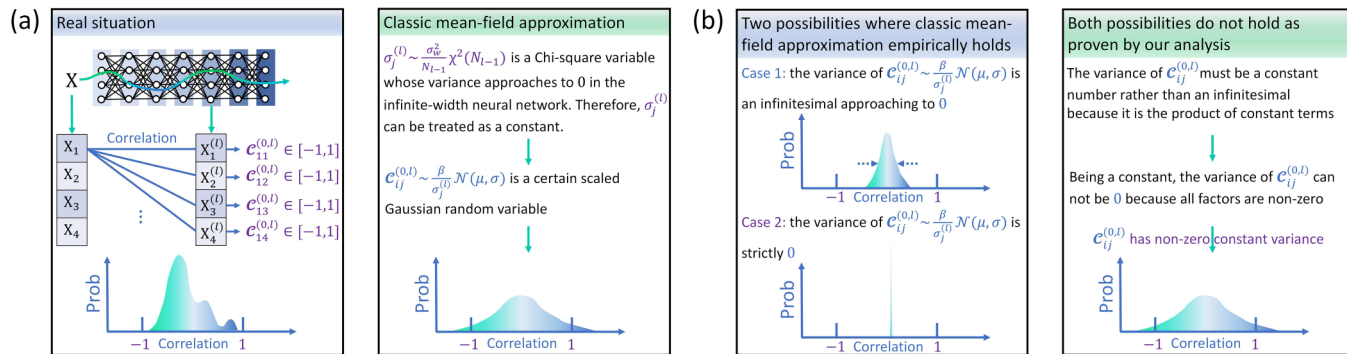 (a)
Real situation
X
X₁
X₂
X₃
X₄
Correlation
⋮
X₁⁽ˡ⁾
X₂⁽ˡ⁾
X₃⁽ˡ⁾
X₄⁽ˡ⁾
𝓒₁₁⁽⁰,ˡ⁾ ∈ [−1,1]
𝓒₁₂⁽⁰,ˡ⁾ ∈ [−1,1]
𝓒₁₃⁽⁰,ˡ⁾ ∈ [−1,1]
𝓒₁₄⁽⁰,ˡ⁾ ∈ [−1,1]
Prob
−1 Correlation 1
Classic mean-field approximation
σⱼ⁽ˡ⁾~ σ_w²/N_{l−1} χ²(N_{l−1}) is a Chi-square variable
whose variance approaches to 0 in the
infinite-width neural network. Therefore, σⱼ⁽ˡ⁾
can be treated as a constant.
𝓒ᵢⱼ⁽⁰,ˡ⁾~ β/σⱼ⁽ˡ⁾ 𝒩(μ, σ) is a certain scaled
Gaussian random variable
Prob
−1 Correlation 1
(b)
Two possibilities where classic mean-
field approximation empirically holds
Case 1: the variance of 𝓒ᵢⱼ⁽⁰,ˡ⁾~ β/σⱼ⁽ˡ⁾ 𝒩(μ, σ) is
an infinitesimal approaching to 0
Prob
−1 Correlation 1
Case 2: the variance of 𝓒ᵢⱼ⁽⁰,ˡ⁾~ β/σⱼ⁽ˡ⁾ 𝒩(μ, σ) is
strictly 0
Prob
−1 Correlation 1
Both possibilities do not hold as
proven by our analysis
The variance of 𝓒ᵢⱼ⁽⁰,ˡ⁾must be a constant
number rather than an infinitesimal
because it is the product of constant terms
Being a constant, the variance of 𝓒ᵢⱼ⁽⁰,ˡ⁾ can
not be 0 because all factors are non-zero
𝓒ᵢⱼ⁽⁰,ˡ⁾ has non-zero constant variance
Prob
−1 Correlation 1